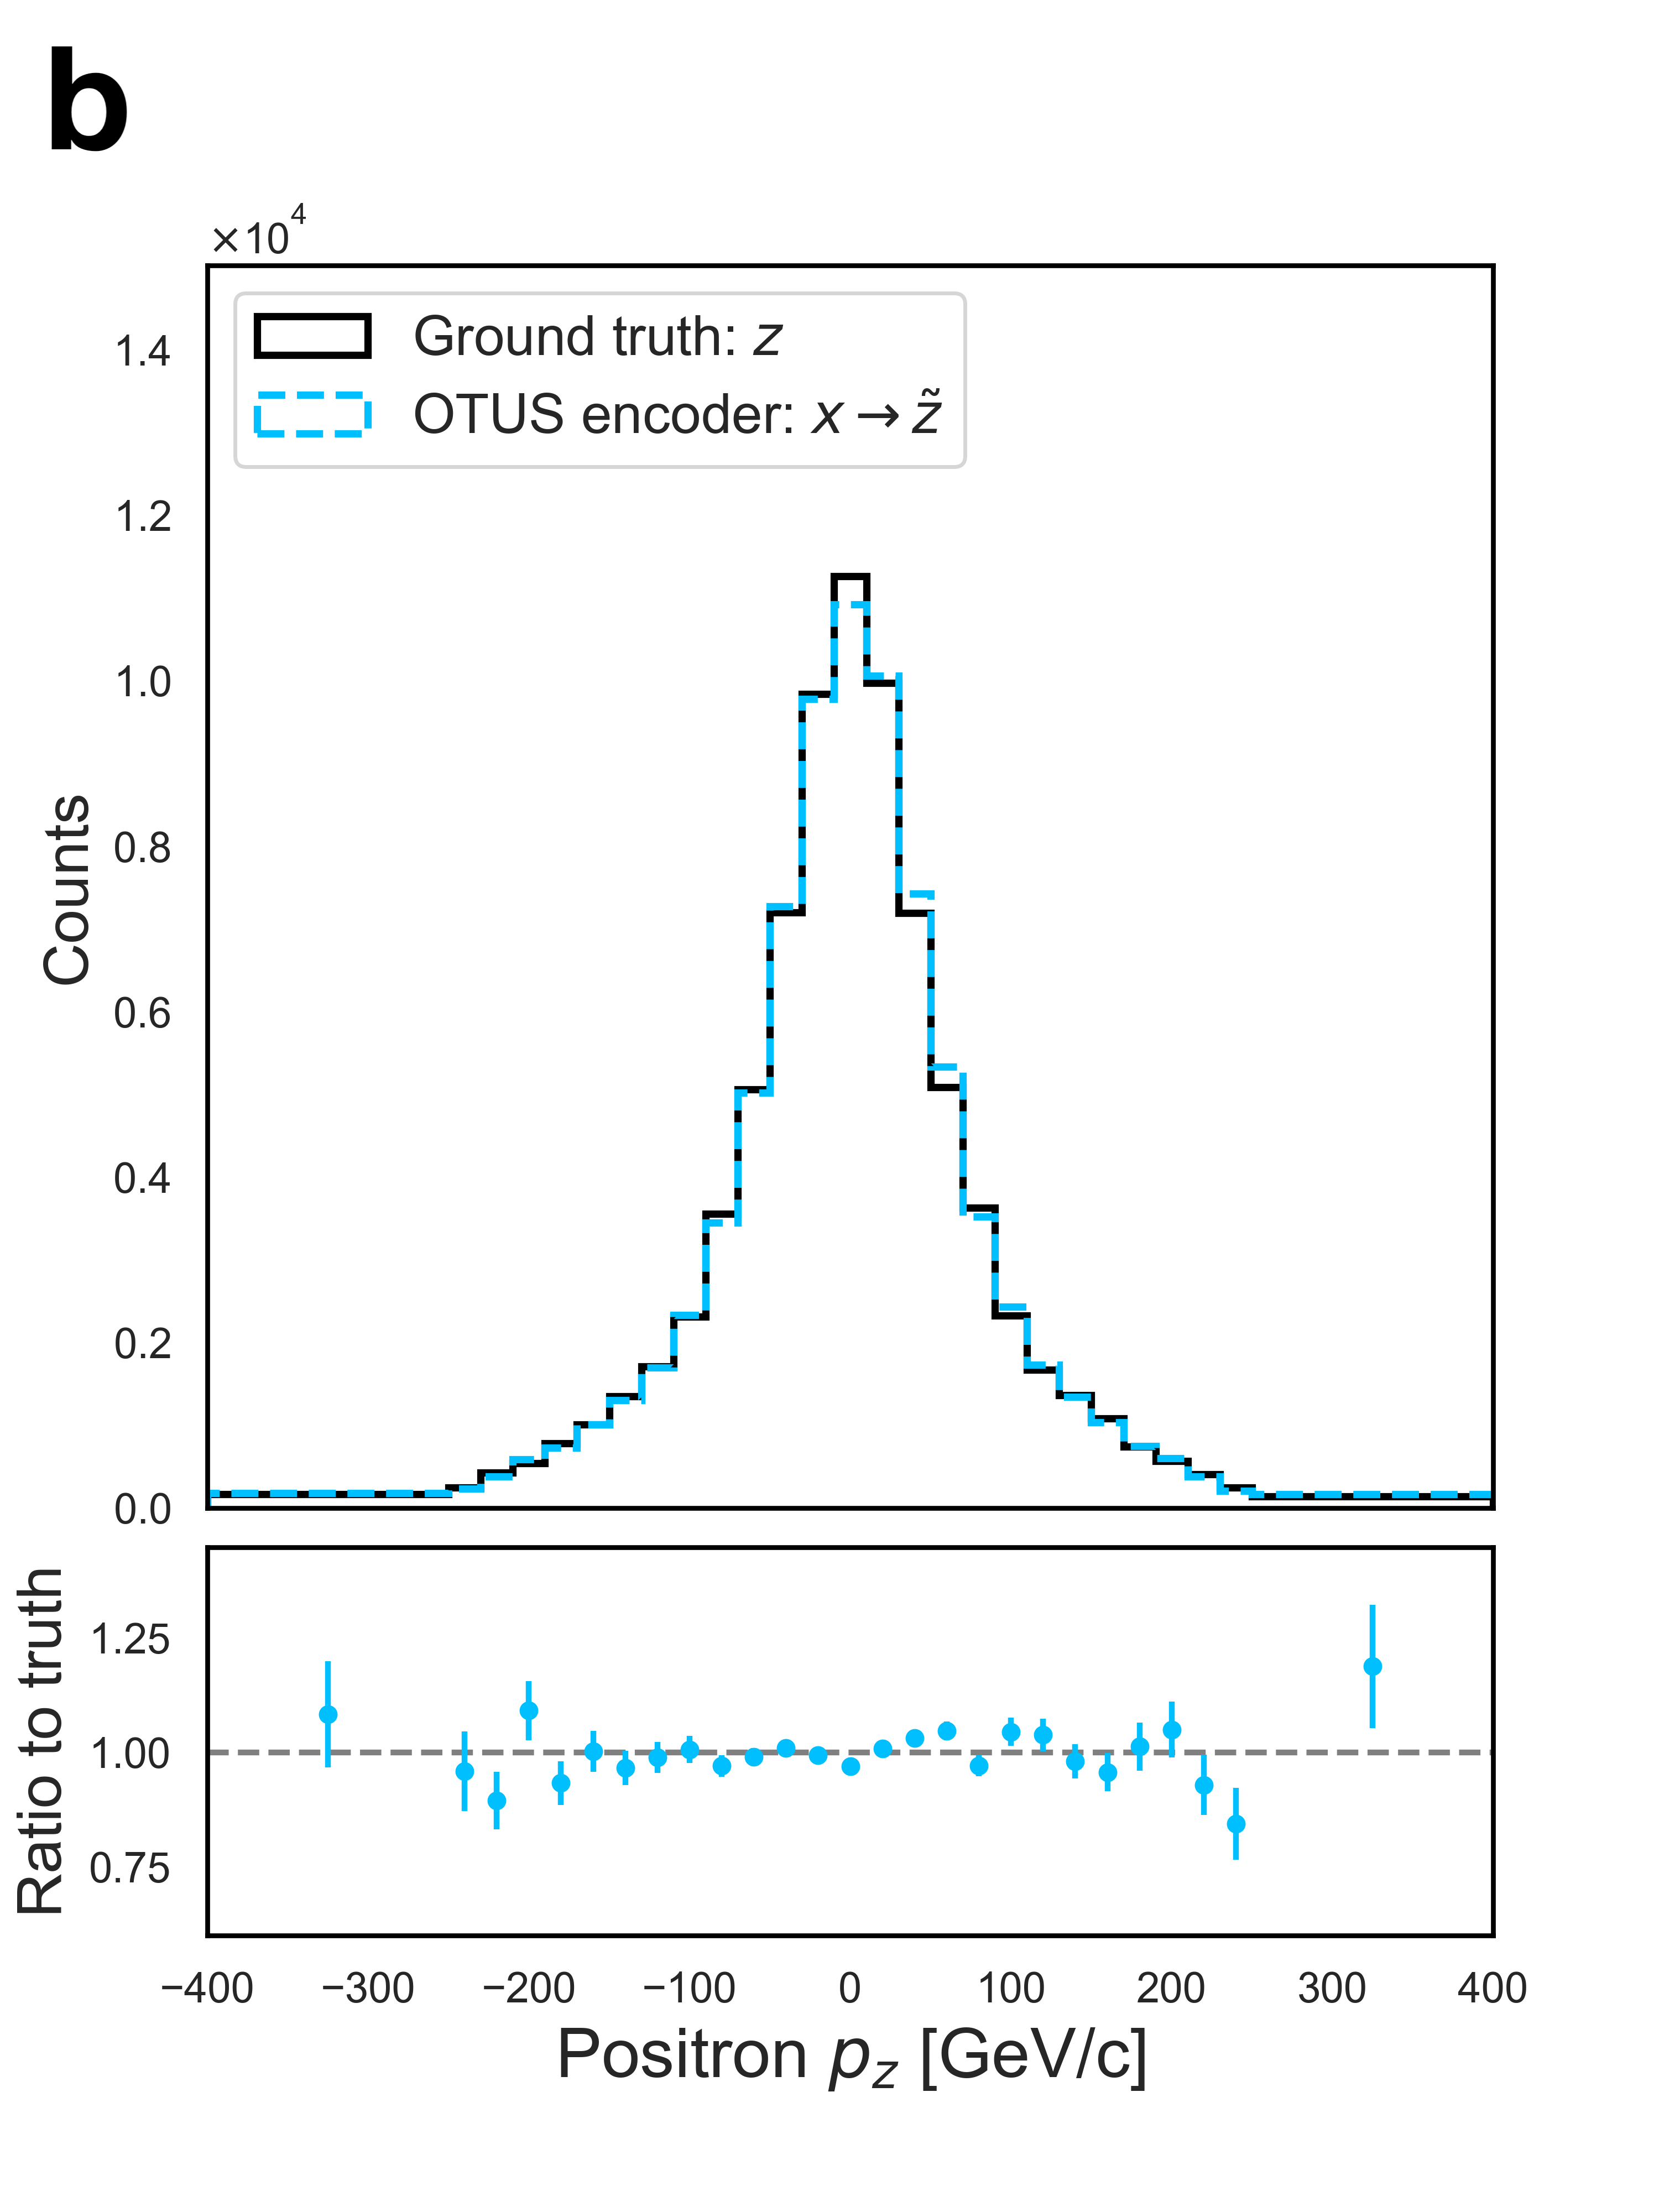 b
×10⁴
Ground truth: z
OTUS encoder: x → z̃
1.4
1.2
1.0
0.8
0.6
0.4
0.2
0.0
Counts
1.25
1.00
0.75
Ratio to truth
−400 −300 −200 −100 0 100 200 300 400
Positron p_z [GeV/c]